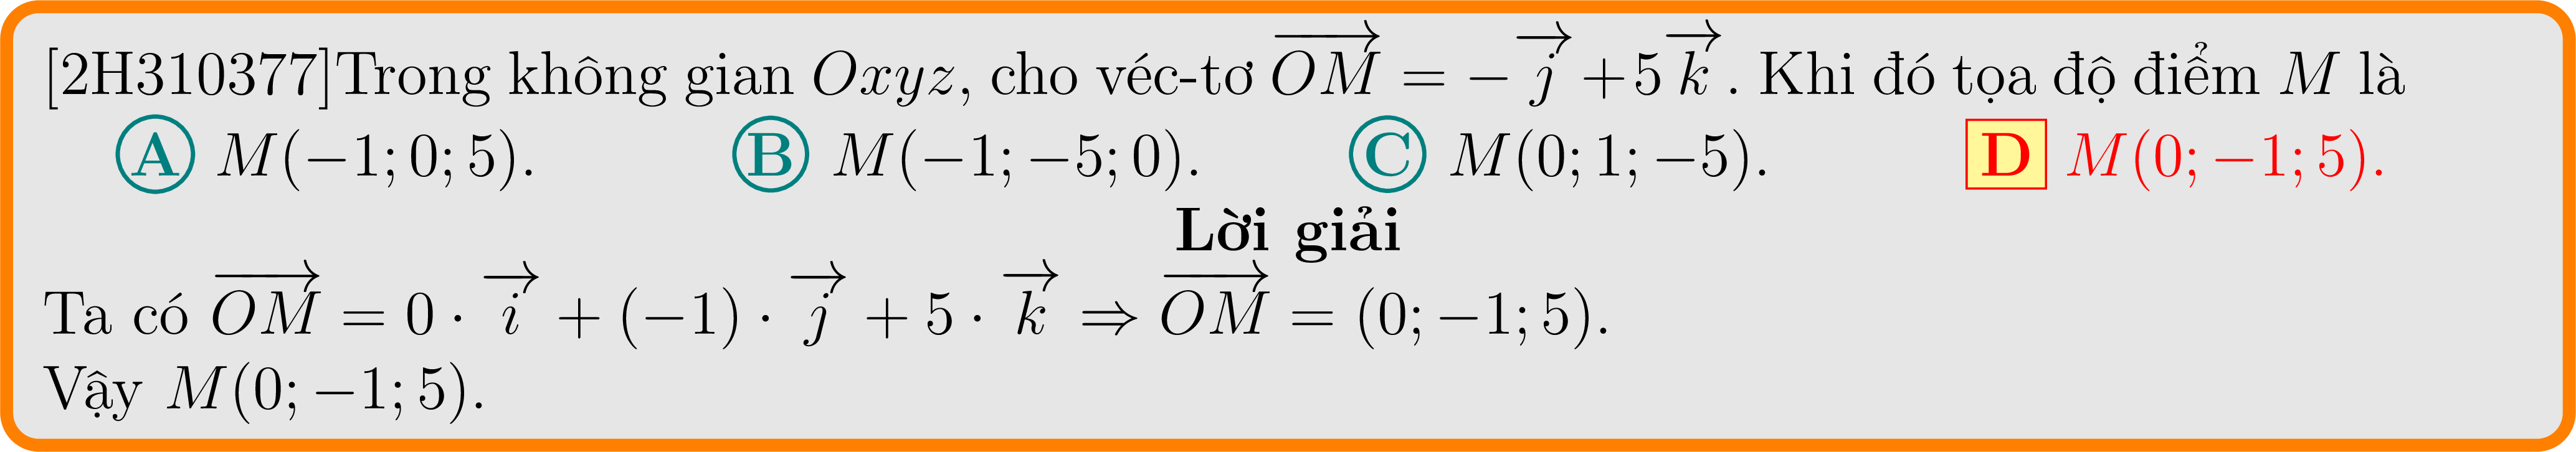 [2H310377]Trong không gian Oxyz, cho véc-tơ $\overrightarrow{OM} = -\overrightarrow{j} + 5\overrightarrow{k}$. Khi đó tọa độ điểm M là
A M(−1; 0; 5). B M(−1; −5; 0). C M(0; 1; −5). D M(0; −1; 5).
Lời giải
Ta có $\overrightarrow{OM} = 0 \cdot \overrightarrow{i} + (-1) \cdot \overrightarrow{j} + 5 \cdot \overrightarrow{k} \Rightarrow \overrightarrow{OM} = (0; -1; 5)$.
Vậy M(0; −1; 5).